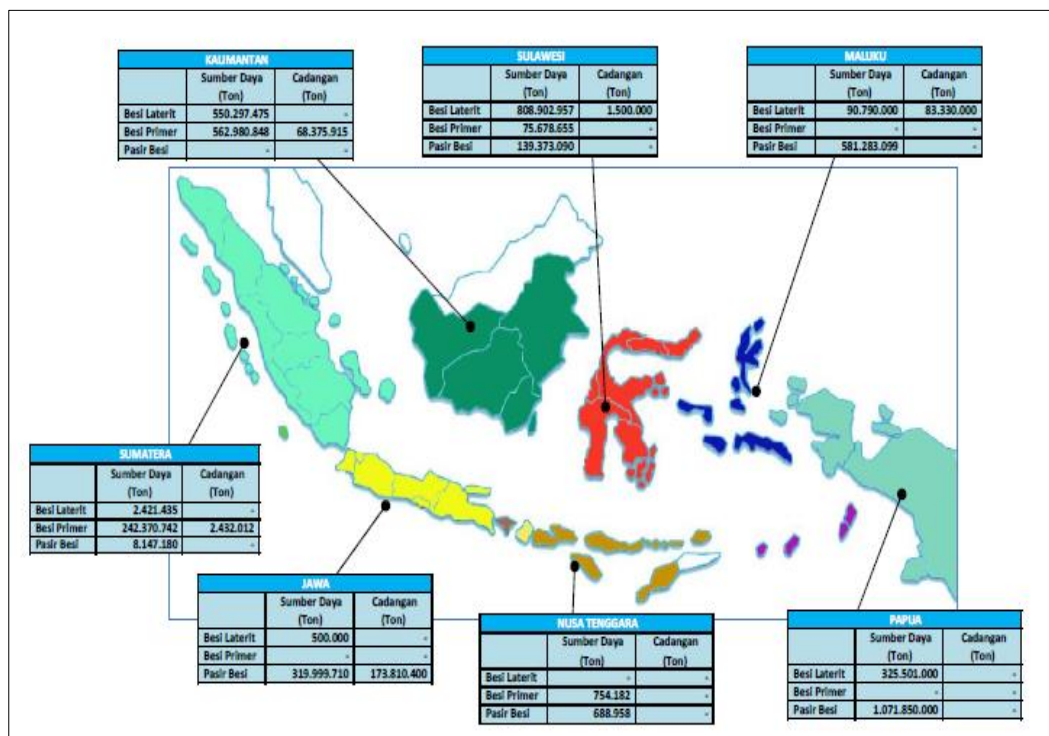 KALIMANTAN
Sumber Daya (Ton) Cadangan (Ton)
Besi Laterit 550.297.475 -
Besi Primer 562.980.848 68.375.915
Pasir Besi - -
SULAWESI
Sumber Daya (Ton) Cadangan (Ton)
Besi Laterit 808.902.957 1.500.000
Besi Primer 75.678.655 -
Pasir Besi 139.373.090 -
MALUKU
Sumber Daya (Ton) Cadangan (Ton)
Besi Laterit 90.790.000 83.330.000
Besi Primer - -
Pasir Besi 581.283.099 -
SUMATERA
Sumber Daya (Ton) Cadangan (Ton)
Besi Laterit 2.421.435 -
Besi Primer 242.370.742 2.432.012
Pasir Besi 8.147.180 -
JAWA
Sumber Daya (Ton) Cadangan (Ton)
Besi Laterit 500.000 -
Besi Primer - -
Pasir Besi 319.999.710 173.810.400
NUSA TENGGARA
Sumber Daya (Ton) Cadangan (Ton)
Besi Laterit - -
Besi Primer 754.182 -
Pasir Besi 688.958 -
PAPUA
Sumber Daya (Ton) Cadangan (Ton)
Besi Laterit 325.501.000 -
Besi Primer - -
Pasir Besi 1.071.850.000 -